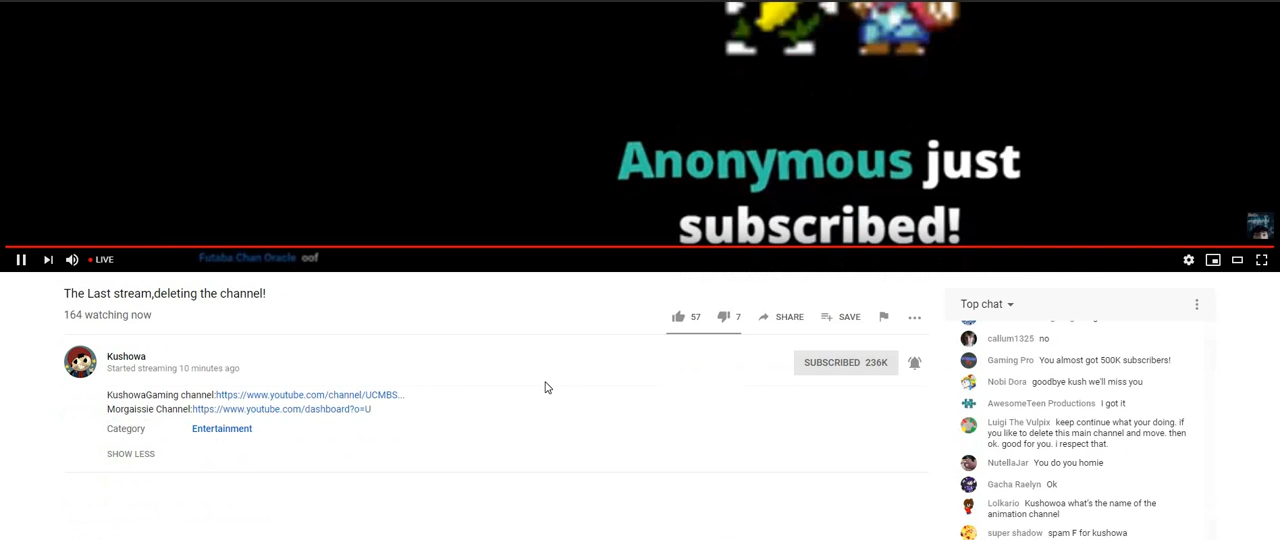 Anonymous just
subscribed!
LIVE
Futaba Chan Oracle oof
The Last stream,deleting the channel!
164 watching now
57
7
SHARE
SAVE
Kushowa
Started streaming 10 minutes ago
SUBSCRIBED 236K
KushowaGaming channel:https://www.youtube.com/channel/UCMBS...
Morgaissie Channel:https://www.youtube.com/dashboard?o=U
Category Entertainment
SHOW LESS
Top chat
callum1325 no
Gaming Pro You almost got 500K subscribers!
Nobi Dora goodbye kush we'll miss you
AwesomeTeen Productions I got it
Luigi The Vulpix keep continue what your doing. if
you like to delete this main channel and move. then
ok. good for you. i respect that.
NutellaJar You do you homie
Gacha Raelyn Ok
Lolkario Kushowoa what's the name of the
animation channel
super shadow spam F for kushowa